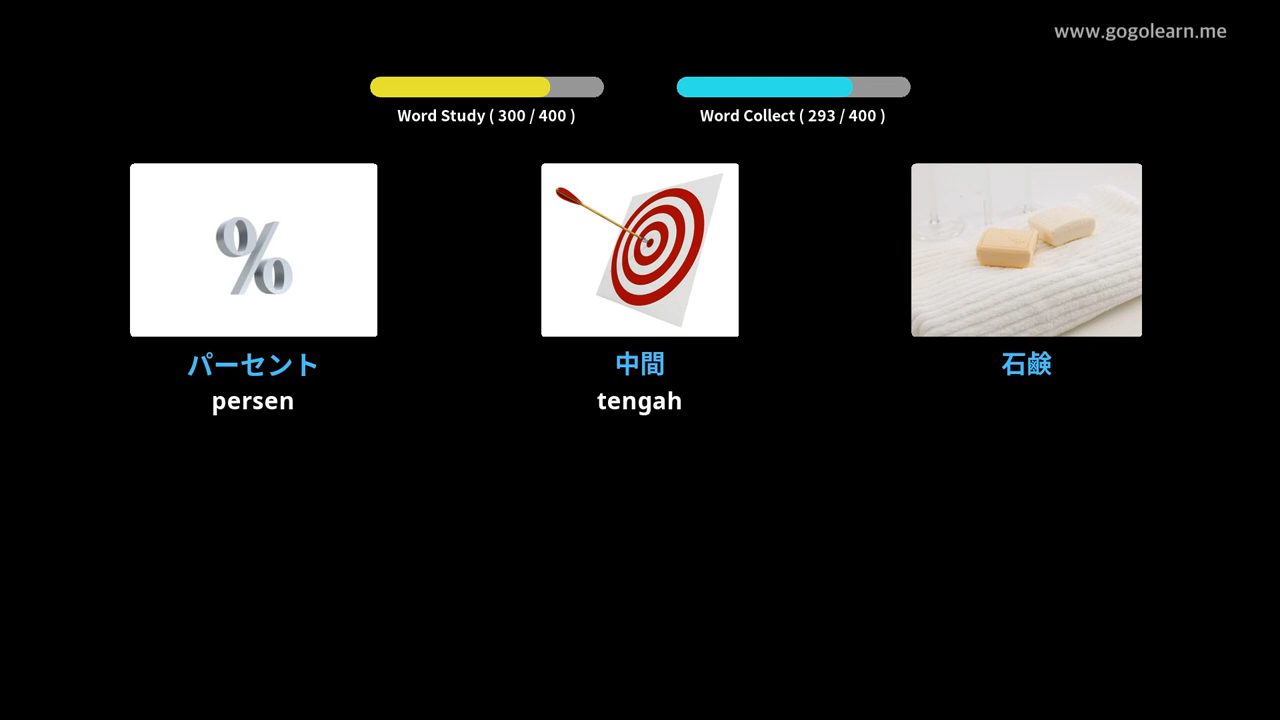 www.gogolearn.me
Word Study ( 300 / 400 )
Word Collect ( 293 / 400 )
%
パーセント
中間
石鹸
persen
tengah